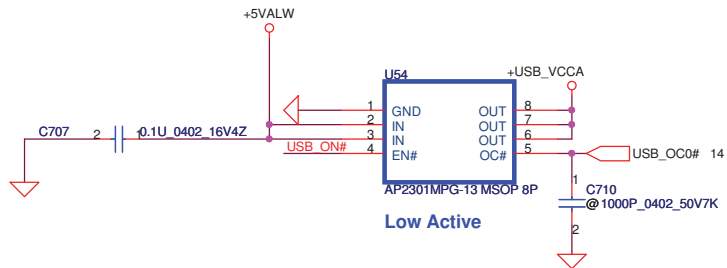 +5VALW
U54
+USB_VCCA
1 GND OUT 8
2 IN OUT 7
3 IN OUT 6
4 EN# OC# 5
C707 2 1 0.1U_0402_16V4Z
USB_ON#
USB_OC0# 14
AP2301MPG-13 MSOP 8P
Low Active
1
C710
@ 1000P_0402_50V7K
2